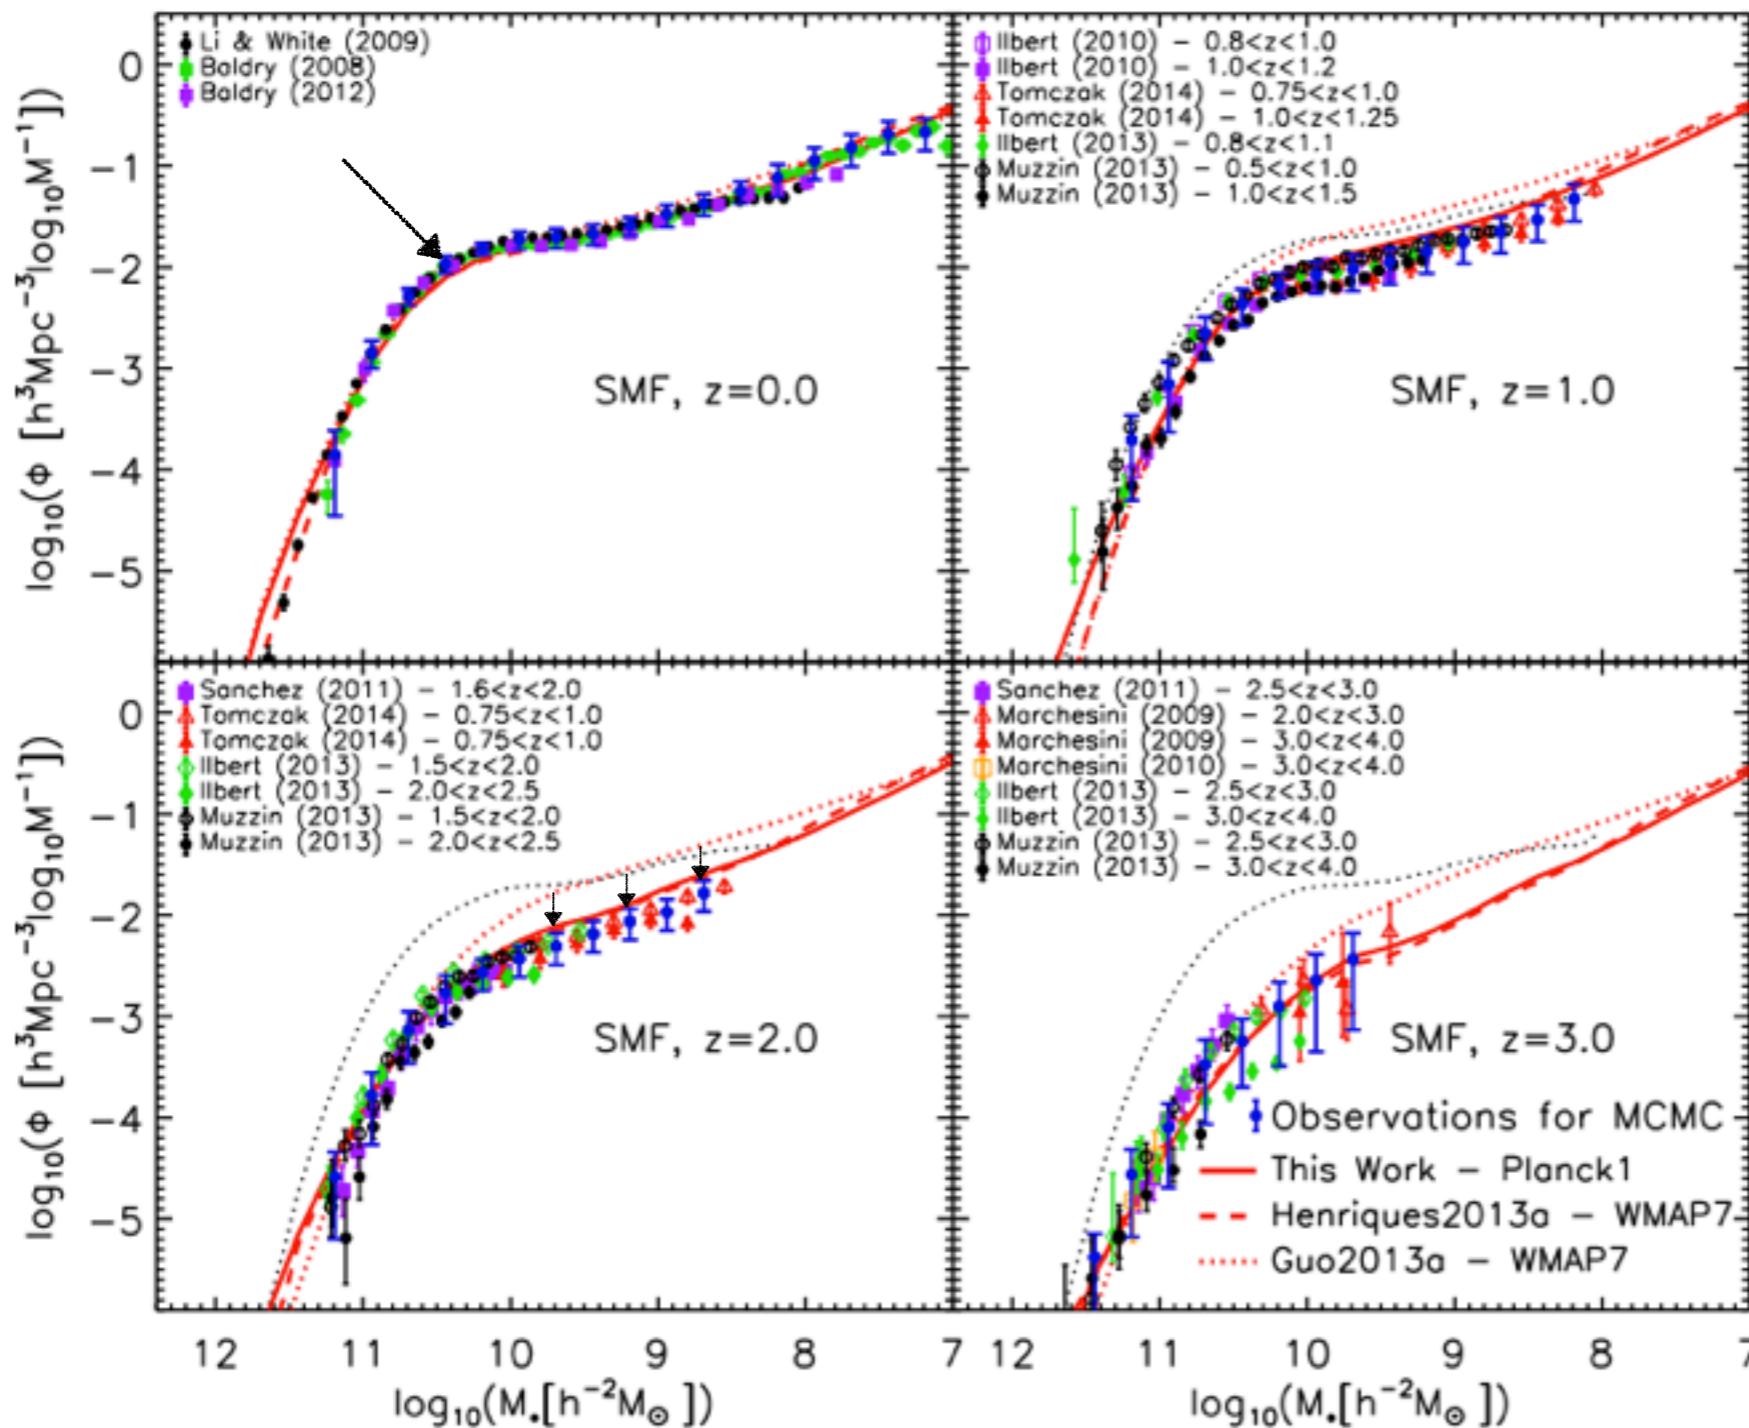 Li & White (2009)
Baldry (2008)
Baldry (2012)
0
−1
−2
−3
−4
−5
log₁₀(Φ [h³Mpc⁻³log₁₀M⁻¹])
SMF, z=0.0
Ilbert (2010) − 0.8<z<1.0
Ilbert (2010) − 1.0<z<1.2
Tomczak (2014) − 0.75<z<1.0
Tomczak (2014) − 1.0<z<1.25
Ilbert (2013) − 0.8<z<1.1
Muzzin (2013) − 0.5<z<1.0
Muzzin (2013) − 1.0<z<1.5
SMF, z=1.0
Sanchez (2011) − 1.6<z<2.0
Tomczak (2014) − 0.75<z<1.0
Tomczak (2014) − 0.75<z<1.0
Ilbert (2013) − 1.5<z<2.0
Ilbert (2013) − 2.0<z<2.5
Muzzin (2013) − 1.5<z<2.0
Muzzin (2013) − 2.0<z<2.5
0
−1
−2
−3
−4
−5
log₁₀(Φ [h³Mpc⁻³log₁₀M⁻¹])
SMF, z=2.0
12 11 10 9 8 7
log₁₀(M⋆[h⁻²M☉])
Sanchez (2011) − 2.5<z<3.0
Marchesini (2009) − 2.0<z<3.0
Marchesini (2009) − 3.0<z<4.0
Marchesini (2010) − 3.0<z<4.0
Ilbert (2013) − 2.5<z<3.0
Ilbert (2013) − 3.0<z<4.0
Muzzin (2013) − 2.5<z<3.0
Muzzin (2013) − 3.0<z<4.0
SMF, z=3.0
Observations for MCMC
This Work − Planck1
Henriques2013a − WMAP7
Guo2013a − WMAP7
12 11 10 9 8 7
log₁₀(M⋆[h⁻²M☉])